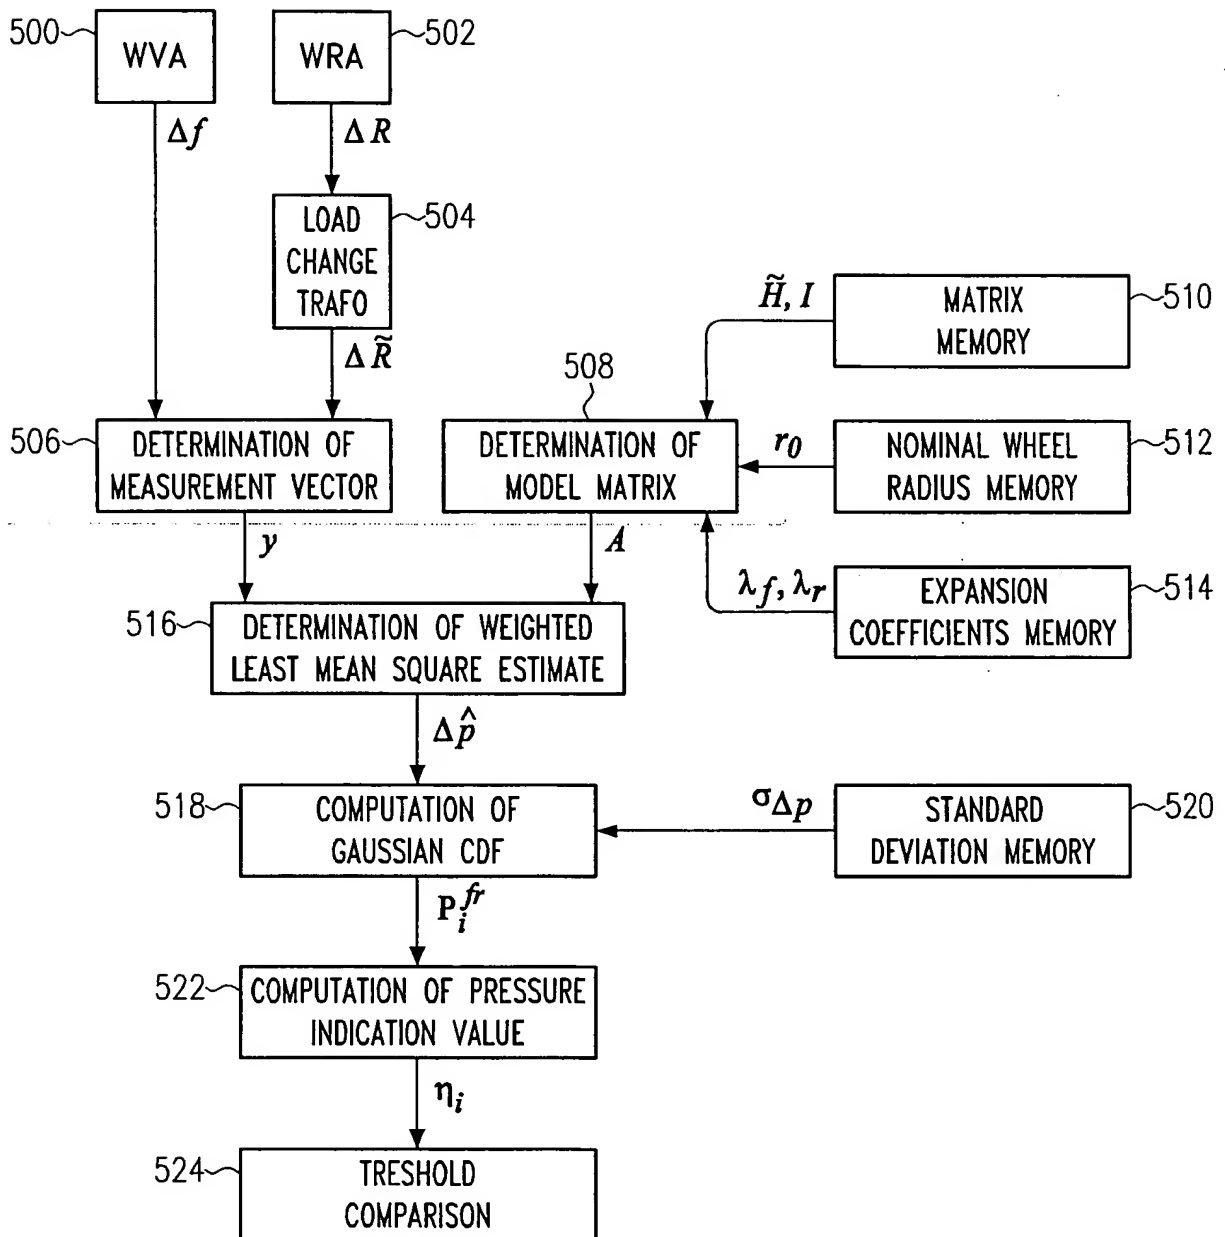 500
WVA
WRA
502
Δf
ΔR
LOAD
CHANGE
TRAFO
504
ΔR̃
H̃, I
MATRIX
MEMORY
510
508
506
DETERMINATION OF
MEASUREMENT VECTOR
DETERMINATION OF
MODEL MATRIX
r₀
NOMINAL WHEEL
RADIUS MEMORY
512
y
A
λf, λr
EXPANSION
COEFFICIENTS MEMORY
514
516
DETERMINATION OF WEIGHTED
LEAST MEAN SQUARE ESTIMATE
Δp̂
518
COMPUTATION OF
GAUSSIAN CDF
σΔp
STANDARD
DEVIATION MEMORY
520
Pᵢfr
522
COMPUTATION OF PRESSURE
INDICATION VALUE
ηᵢ
524
TRESHOLD
COMPARISON